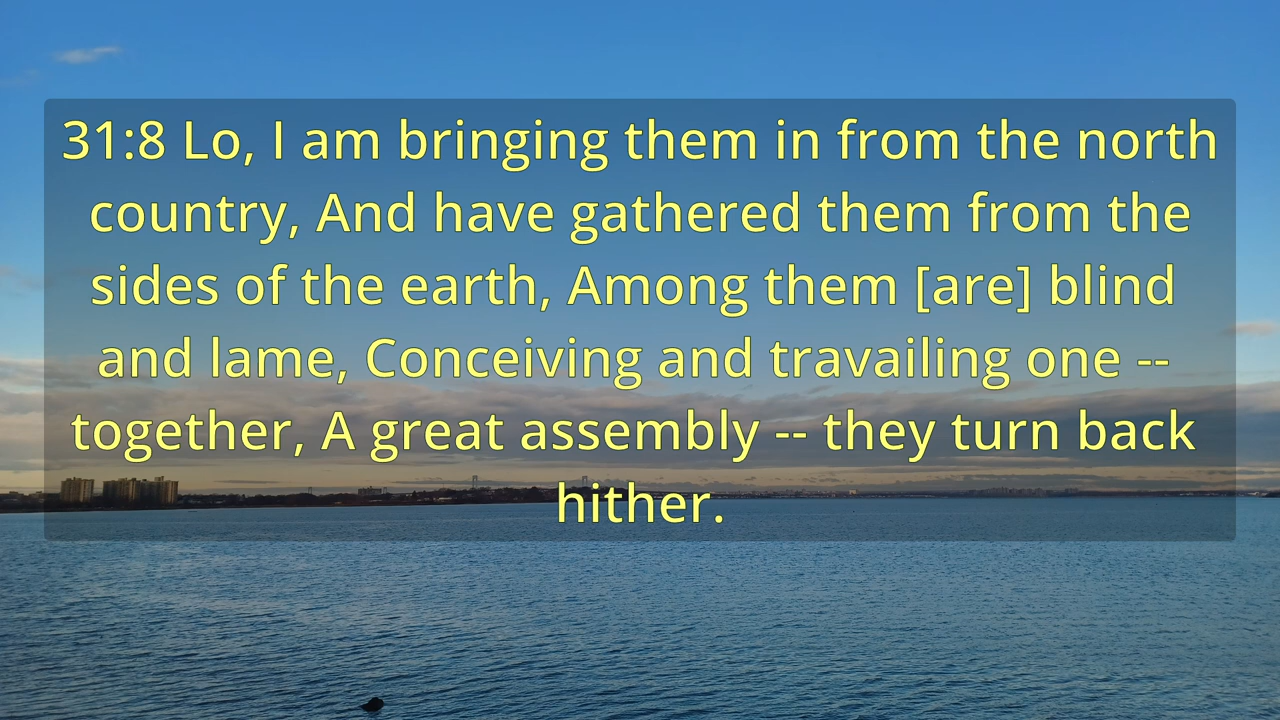 31:8 Lo, I am bringing them in from the north
country, And have gathered them from the
sides of the earth, Among them [are] blind
and lame, Conceiving and travailing one --
together, A great assembly -- they turn back
hither.